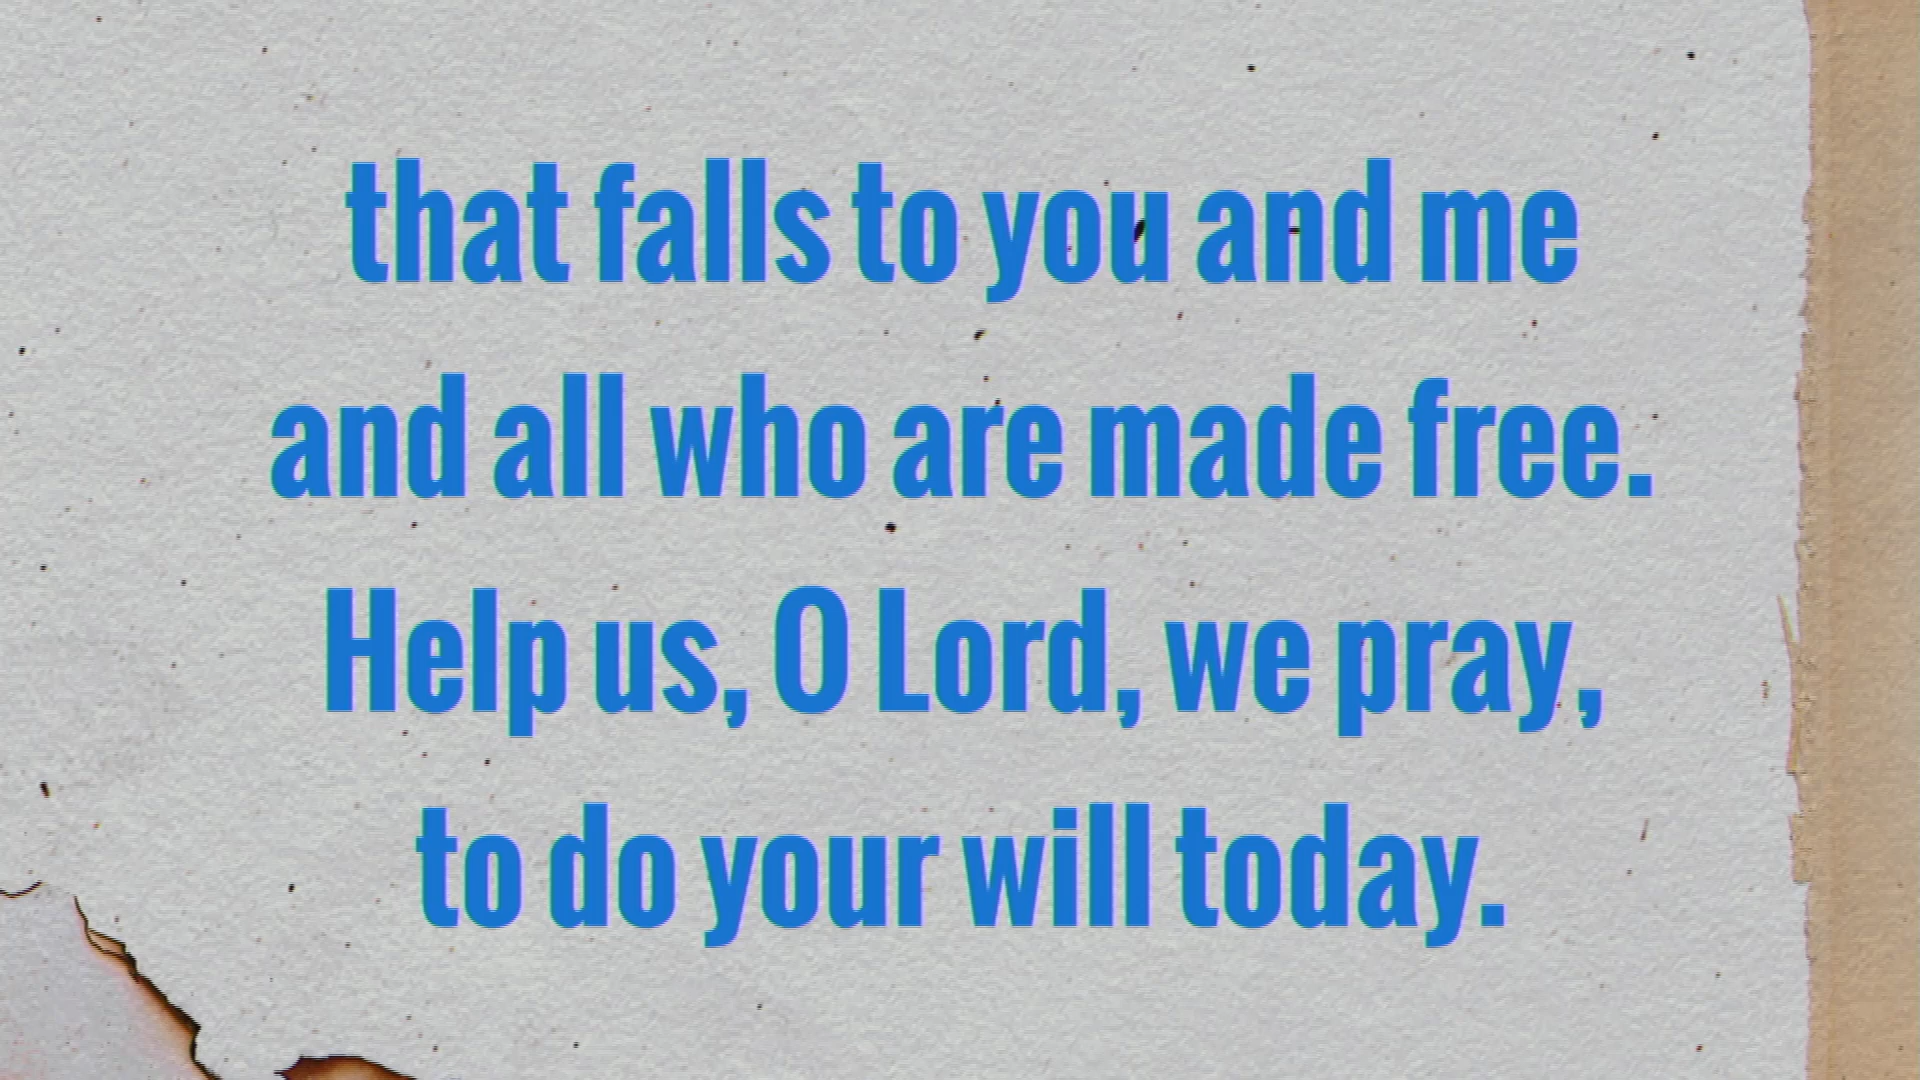 that falls to you and me
and all who are made free.
Help us, O Lord, we pray,
to do your will today.